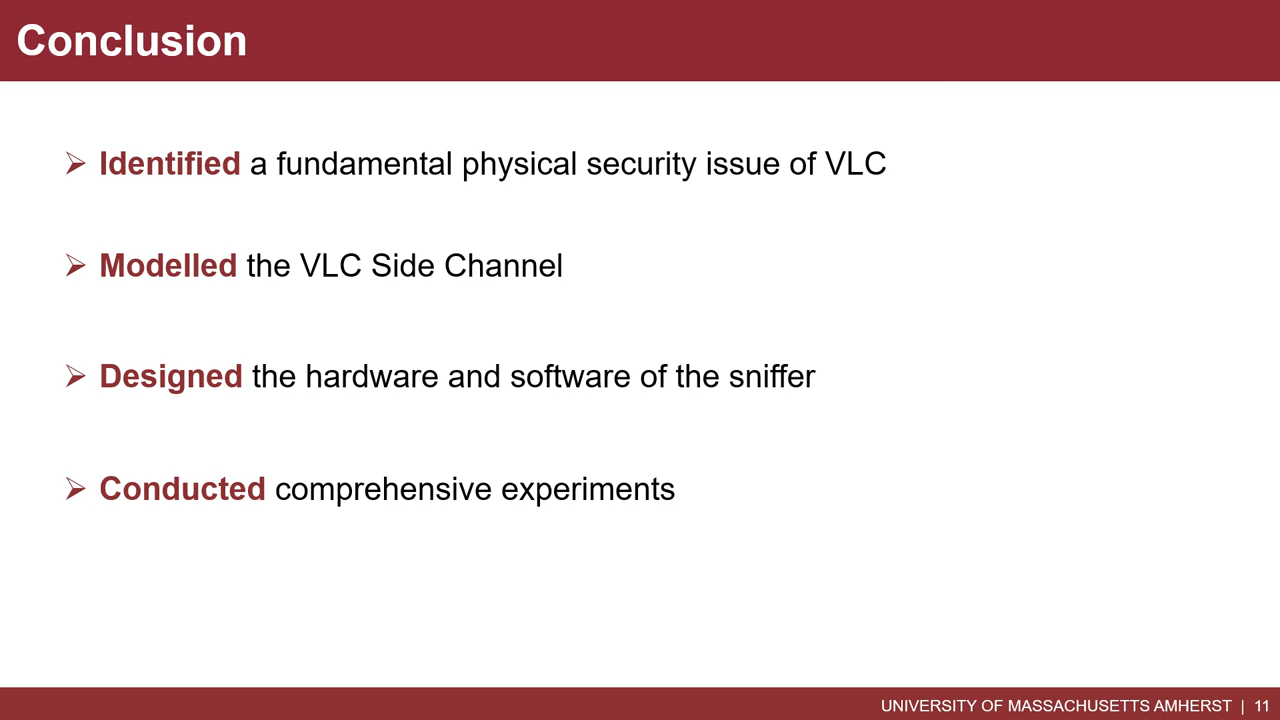 Conclusion
➢ Identified a fundamental physical security issue of VLC
➢ Modelled the VLC Side Channel
➢ Designed the hardware and software of the sniffer
➢ Conducted comprehensive experiments
UNIVERSITY OF MASSACHUSETTS AMHERST | 11